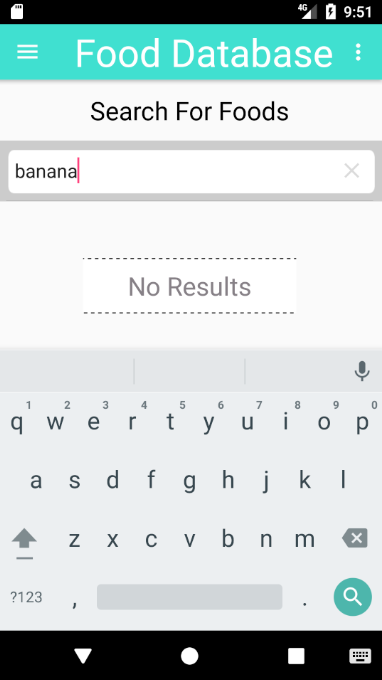 4G 9:51
Food Database
Search For Foods
banana
No Results
1 2 3 4 5 6 7 8 9 0
q w e r t y u i o p
a s d f g h j k l
z x c v b n m
?123 , .